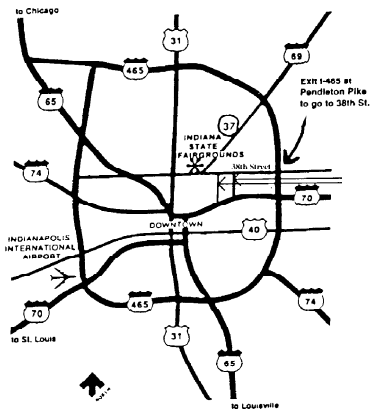 to Chicago
31
69
465
Exit I-465 at
Pendleton Pike
to go to 38th St.
65
37
INDIANA
STATE
FAIRGROUNDS
38th Street
74
70
DOWNTOWN
40
INDIANAPOLIS
INTERNATIONAL
AIRPORT
465
74
70
31
to St. Louis
65
NORTH
to Louisville